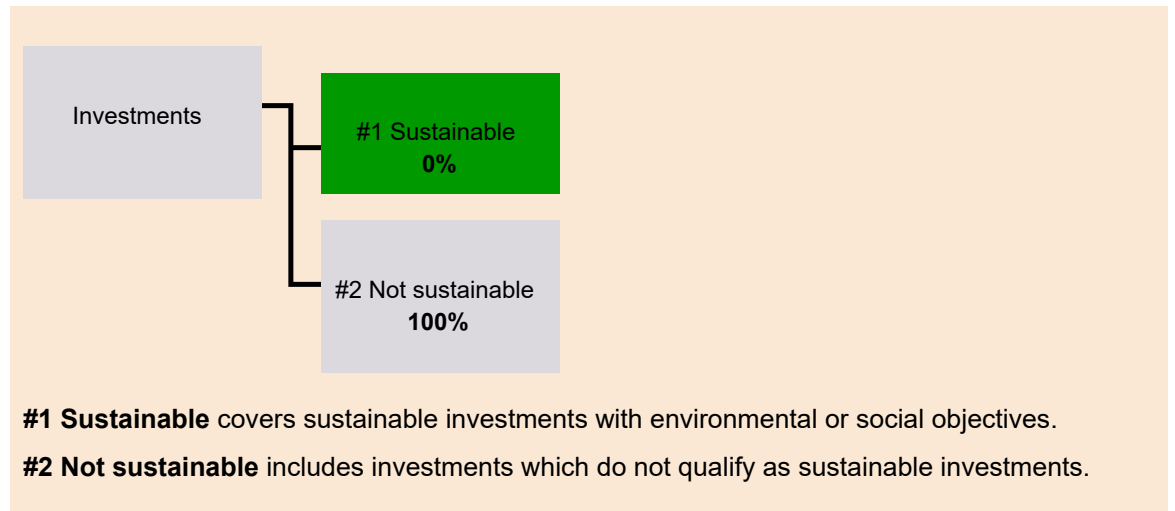 Investments
#1 Sustainable
0%
#2 Not sustainable
100%
#1 Sustainable covers sustainable investments with environmental or social objectives.
#2 Not sustainable includes investments which do not qualify as sustainable investments.